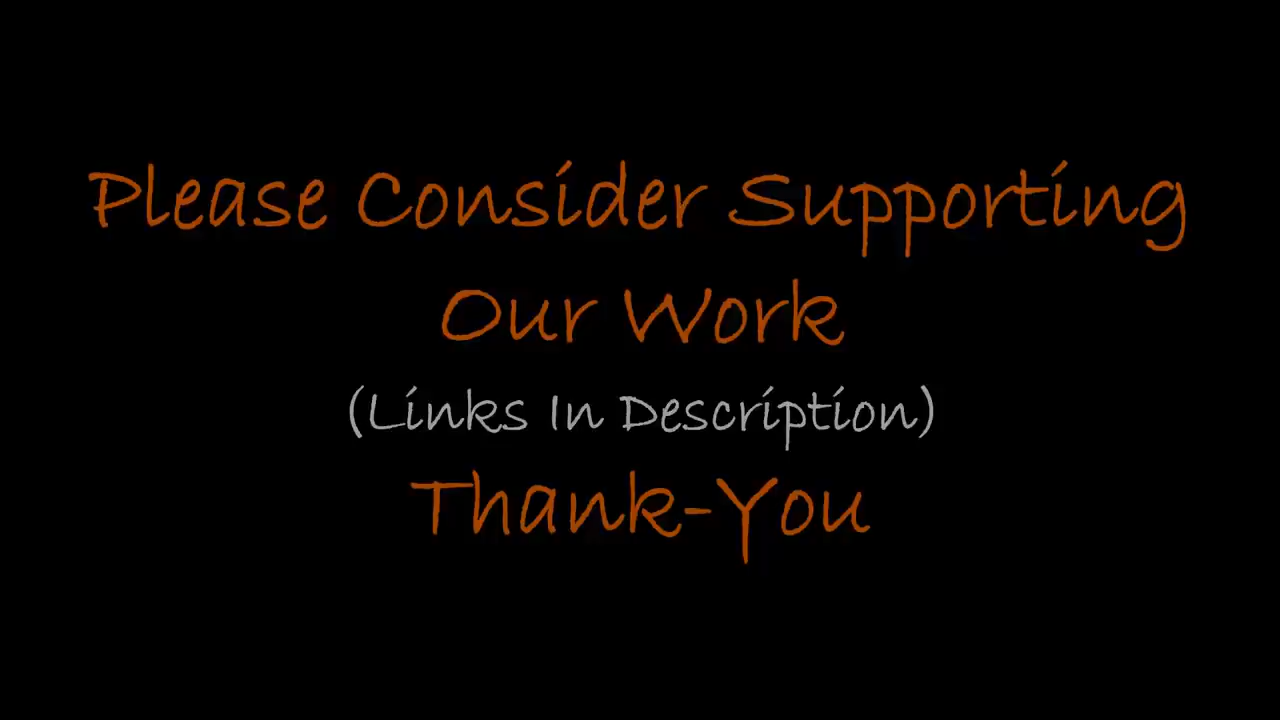 Please Consider Supporting
Our Work
(Links In Description)
Thank-You